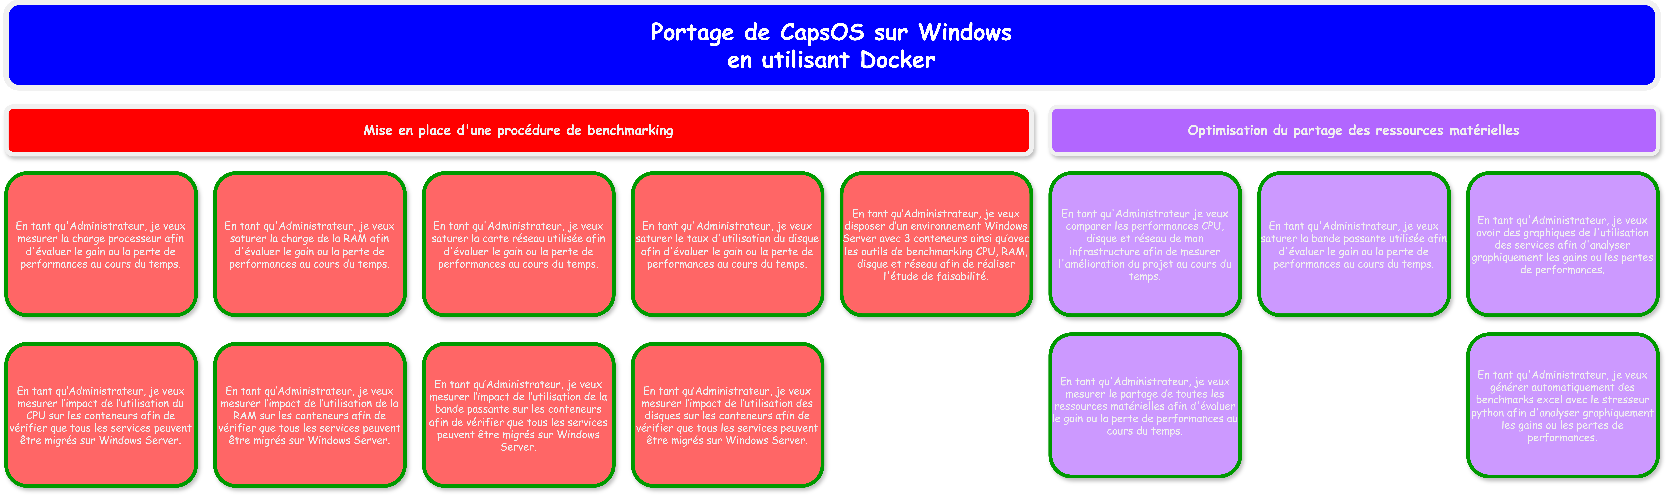 Portage de CapsOS sur Windows
en utilisant Docker
Mise en place d'une procédure de benchmarking
Optimisation du partage des ressources matérielles
En tant qu'Administrateur, je veux
mesurer la charge processeur afin
d'évaluer le gain ou la perte de
performances au cours du temps.
En tant qu'Administrateur, je veux
saturer la charge de la RAM afin
d'évaluer le gain ou la perte de
performances au cours du temps.
En tant qu'Administrateur, je veux
saturer la carte réseau utilisée afin
d'évaluer le gain ou la perte de
performances au cours du temps.
En tant qu'Administrateur, je veux
saturer le taux d'utilisation du disque
afin d'évaluer le gain ou la perte de
performances au cours du temps.
En tant qu'Administrateur, je veux
disposer d'un environnement Windows
Server avec 3 conteneurs ainsi qu'avec
les outils de benchmarking CPU, RAM,
disque et réseau afin de réaliser
l'étude de faisabilité.
En tant qu'Administrateur je veux
comparer les performances CPU,
disque et réseau de mon
infrastructure afin de mesurer
l'amélioration du projet au cours du
temps.
En tant qu'Administrateur, je veux
saturer la bande passante utilisée afin
d'évaluer le gain ou la perte de
performances au cours du temps.
En tant qu'Administrateur, je veux
avoir des graphiques de l'utilisation
des services afin d'analyser
graphiquement les gains ou les pertes
de performances.
En tant qu'Administrateur, je veux
mesurer l'impact de l'utilisation du
CPU sur les conteneurs afin de
vérifier que tous les services peuvent
être migrés sur Windows Server.
En tant qu'Administrateur, je veux
mesurer l'impact de l'utilisation de la
RAM sur les conteneurs afin de
vérifier que tous les services peuvent
être migrés sur Windows Server.
En tant qu'Administrateur, je veux
mesurer l'impact de l'utilisation de la
bande passante sur les conteneurs
afin de vérifier que tous les services
peuvent être migrés sur Windows
Server.
En tant qu'Administrateur, je veux
mesurer l'impact de l'utilisation des
disques sur les conteneurs afin de
vérifier que tous les services peuvent
être migrés sur Windows Server.
En tant qu'Administrateur, je veux
mesurer le partage de toutes les
ressources matérielles afin d'évaluer
le gain ou la perte de performances au
cours du temps.
En tant qu'Administrateur, je veux
générer automatiquement des
benchmarks excel avec le stresseur
python afin d'analyser graphiquement
les gains ou les pertes de
performances.